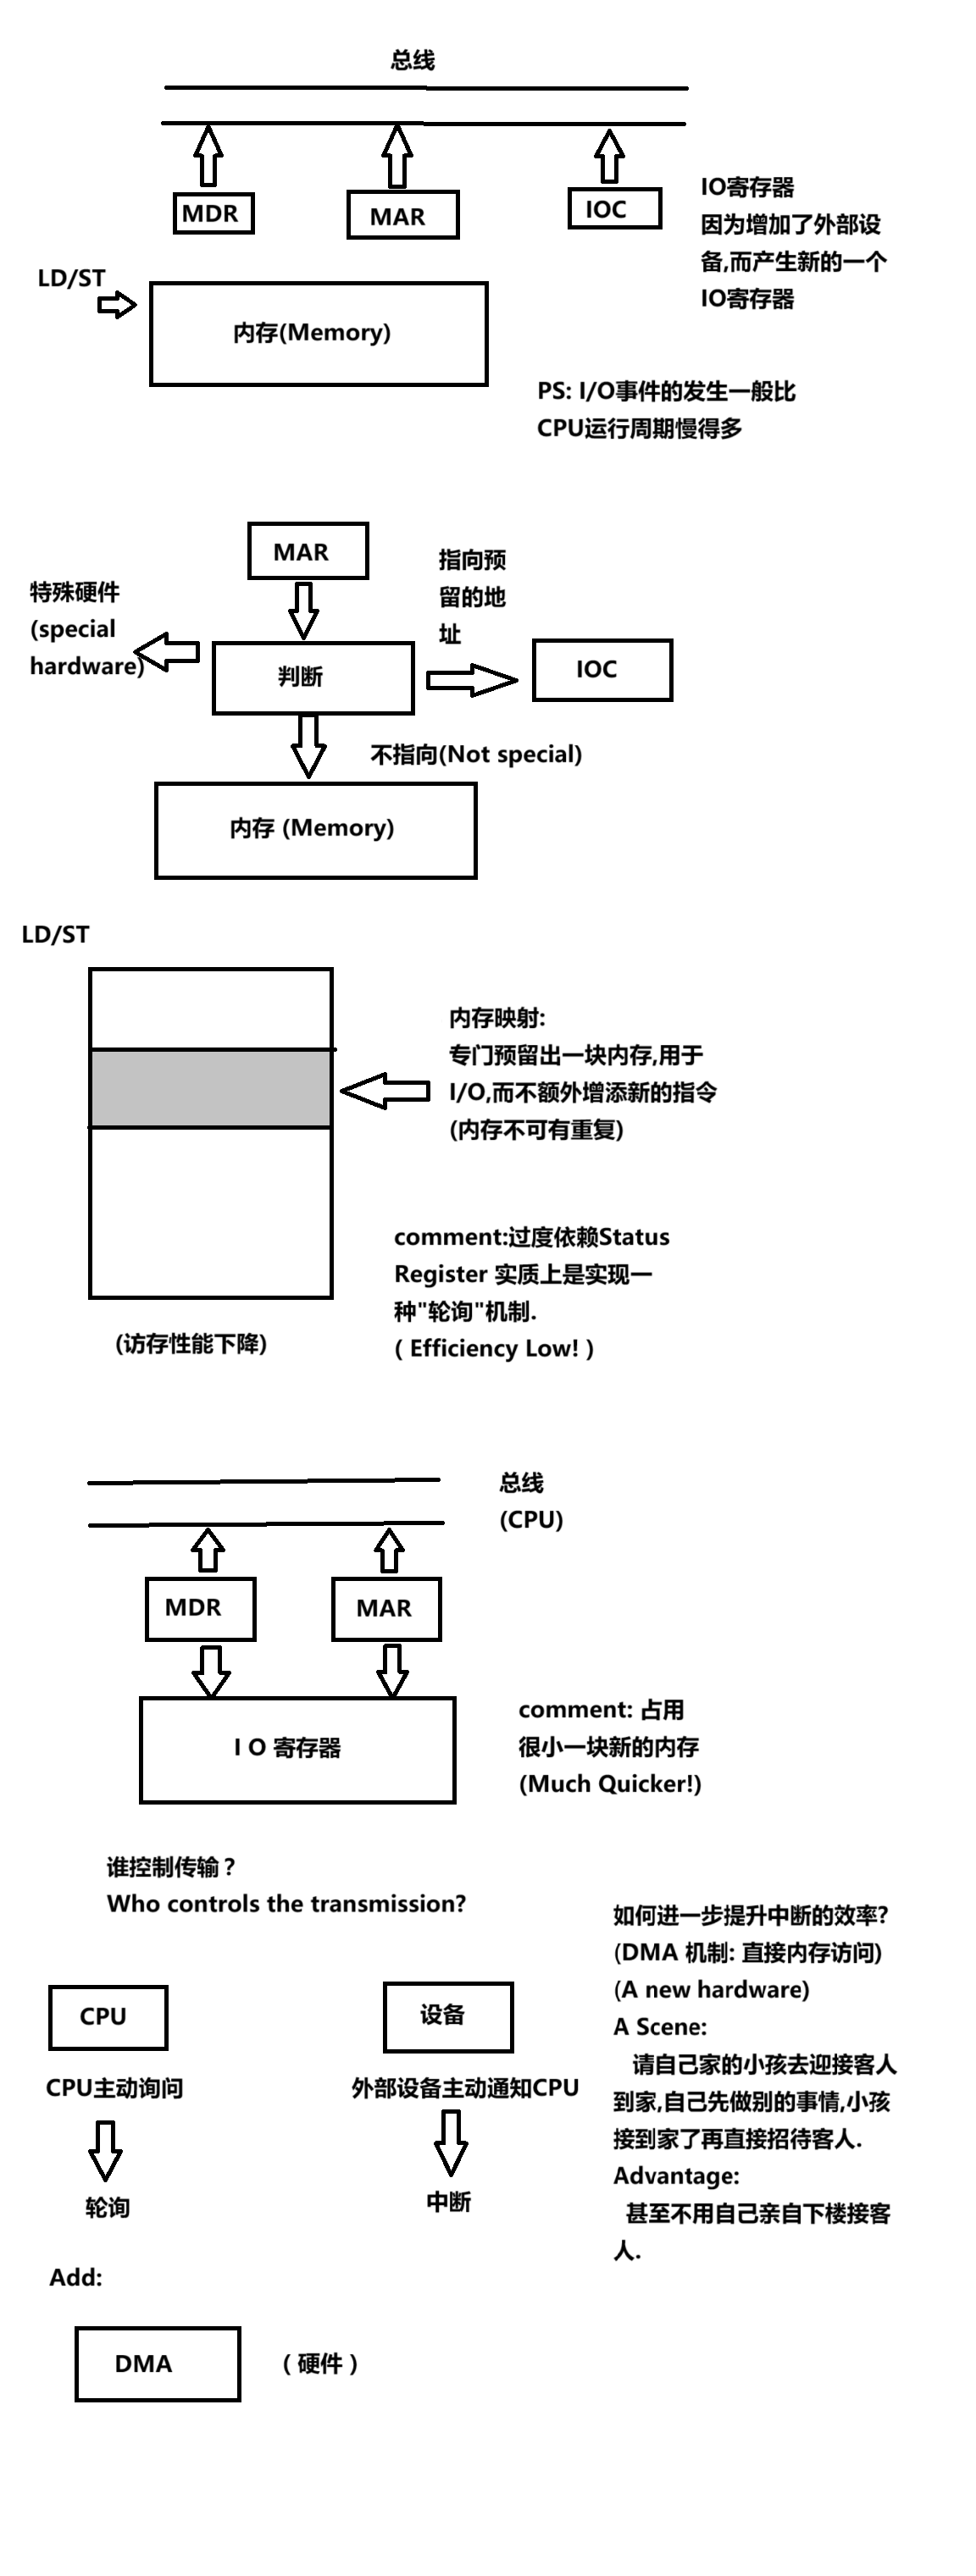 总线
MDR
MAR
IOC
IO寄存器
因为增加了外部设
备,而产生新的一个
IO寄存器
LD/ST
内存(Memory)
PS: I/O事件的发生一般比
CPU运行周期慢得多
MAR
指向预
留的地
址
特殊硬件
(special
hardware)
判断
IOC
不指向(Not special)
内存 (Memory)
LD/ST
内存映射:
专门预留出一块内存,用于
I/O,而不额外增添新的指令
(内存不可有重复)
comment:过度依赖Status
Register 实质上是实现一
种"轮询"机制.
( Efficiency Low! )
(访存性能下降)
总线
(CPU)
MDR
MAR
I O 寄存器
comment: 占用
很小一块新的内存
(Much Quicker!)
谁控制传输？
Who controls the transmission?
CPU
设备
CPU主动询问
外部设备主动通知CPU
轮询
中断
如何进一步提升中断的效率?
(DMA 机制: 直接内存访问)
(A new hardware)
A Scene:
请自己家的小孩去迎接客人
到家,自己先做别的事情,小孩
接到家了再直接招待客人.
Advantage:
甚至不用自己亲自下楼接客
人.
Add:
DMA
（硬件）